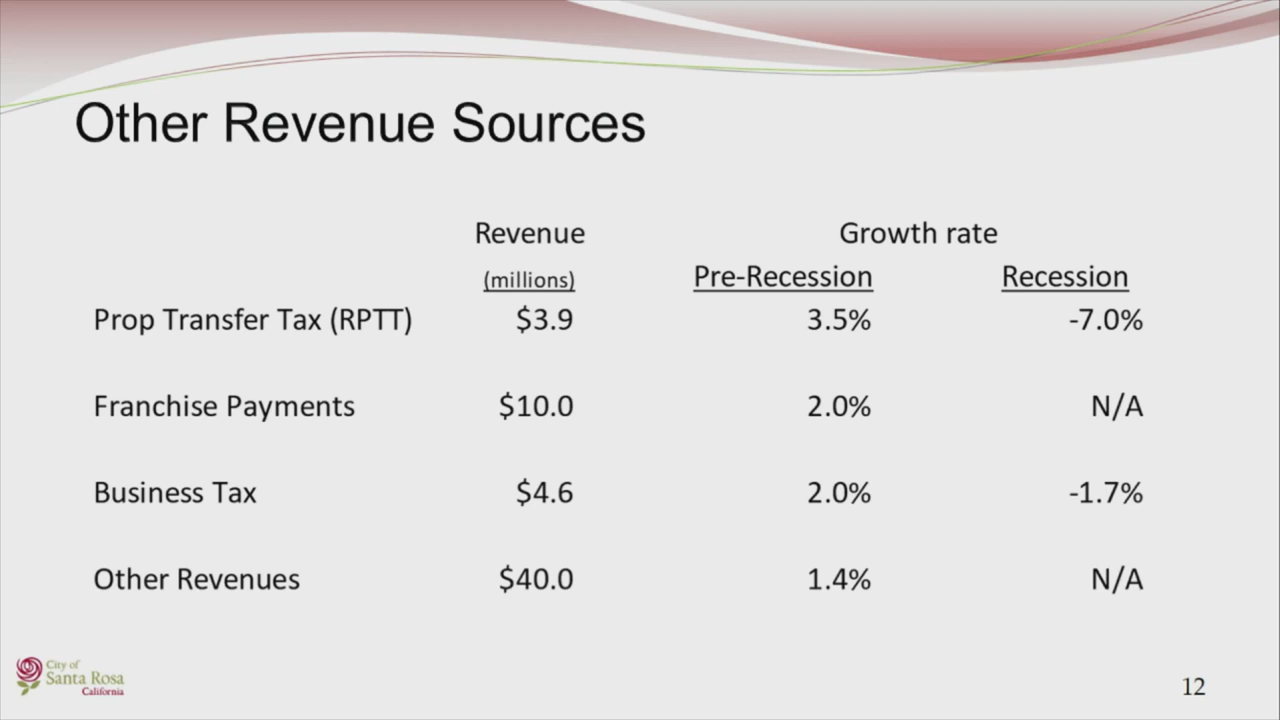 Other Revenue Sources
Revenue Growth rate
(millions) Pre-Recession Recession
Prop Transfer Tax (RPTT) $3.9 3.5% -7.0%
Franchise Payments $10.0 2.0% N/A
Business Tax $4.6 2.0% -1.7%
Other Revenues $40.0 1.4% N/A
City of
Santa Rosa
California
12